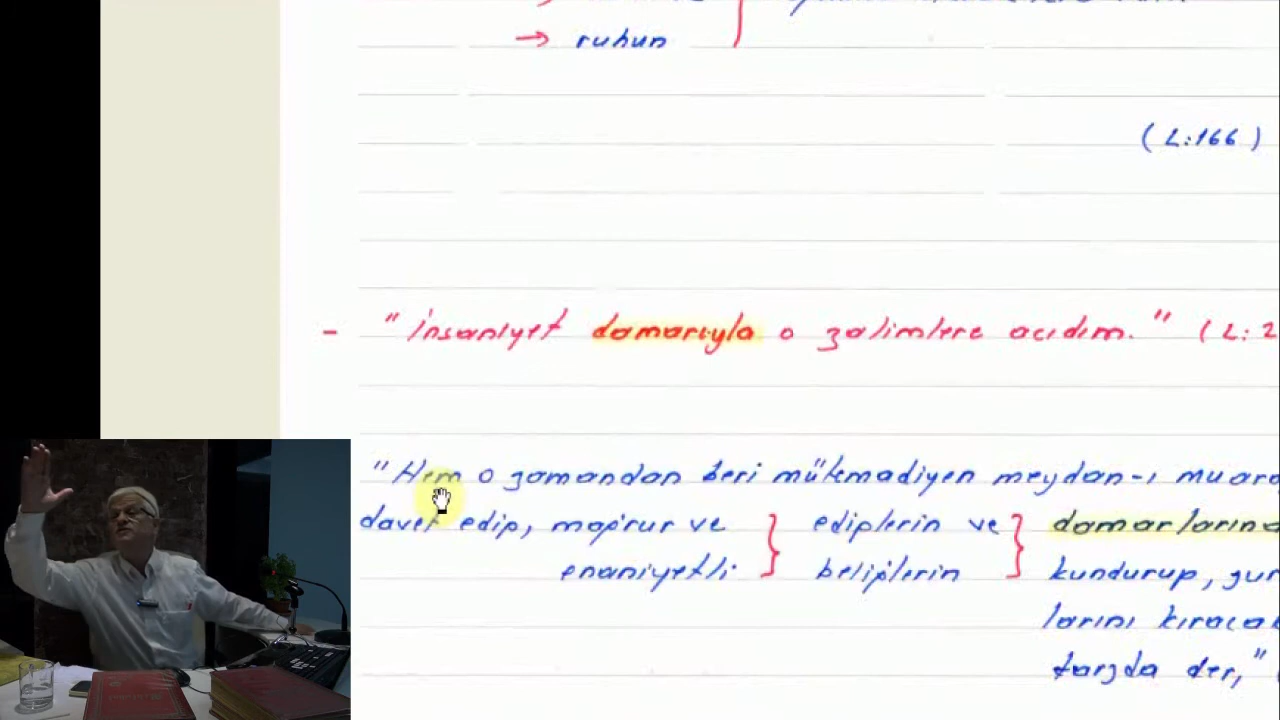 → ruhun
(L:166)
- "İnsaniyet damarıyla o zalimlere acıdım." (L: 2
"Hem o zamandan beri mütemadiyen meydan-ı muara
davet edip, mağrur ve } ediplerin ve } damarlarına
enaniyetli beliğlerin kundurup, gur
larını kıracak
tarzda der,"